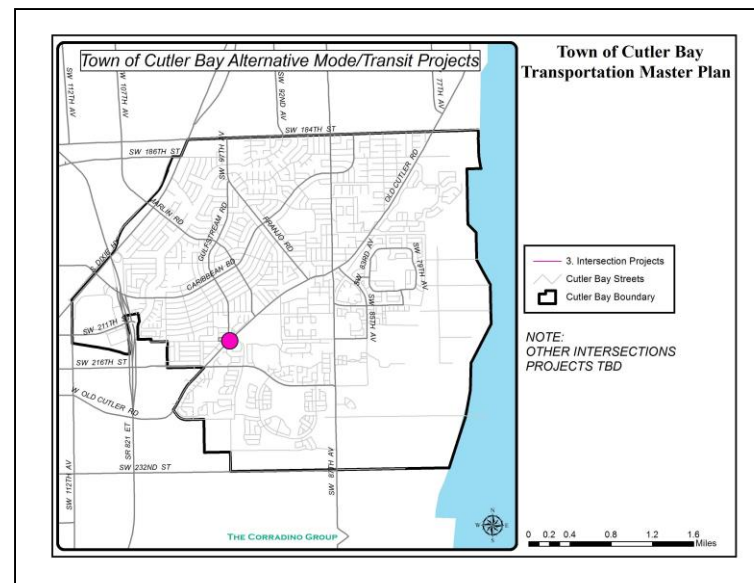 Town of Cutler Bay Alternative Mode/Transit Projects
Town of Cutler Bay
Transportation Master Plan
SW 112TH AV
SW 107TH AV
SW 92ND AV
SW 77TH AV
SW 184TH ST
SW 186TH ST
SW 97TH AV
OLD CUTLER RD
MARLIN RD
GULFSTREAM RD
FRANJO RD
S DIXIE HY
CARIBBEAN BD
SW 83RD AV
SW 79TH AV
SW 85TH AV
SW 211TH ST
SW 216TH ST
W OLD CUTLER RD
SR 821 ET
SW 232ND ST
SW 112TH AV
SW 87TH AV
3. Intersection Projects
Cutler Bay Streets
Cutler Bay Boundary
NOTE:
OTHER INTERSECTIONS
PROJECTS TBD
THE CORRADINO GROUP
N
W E
S
0 0.2 0.4 0.8 1.2 1.6
Miles